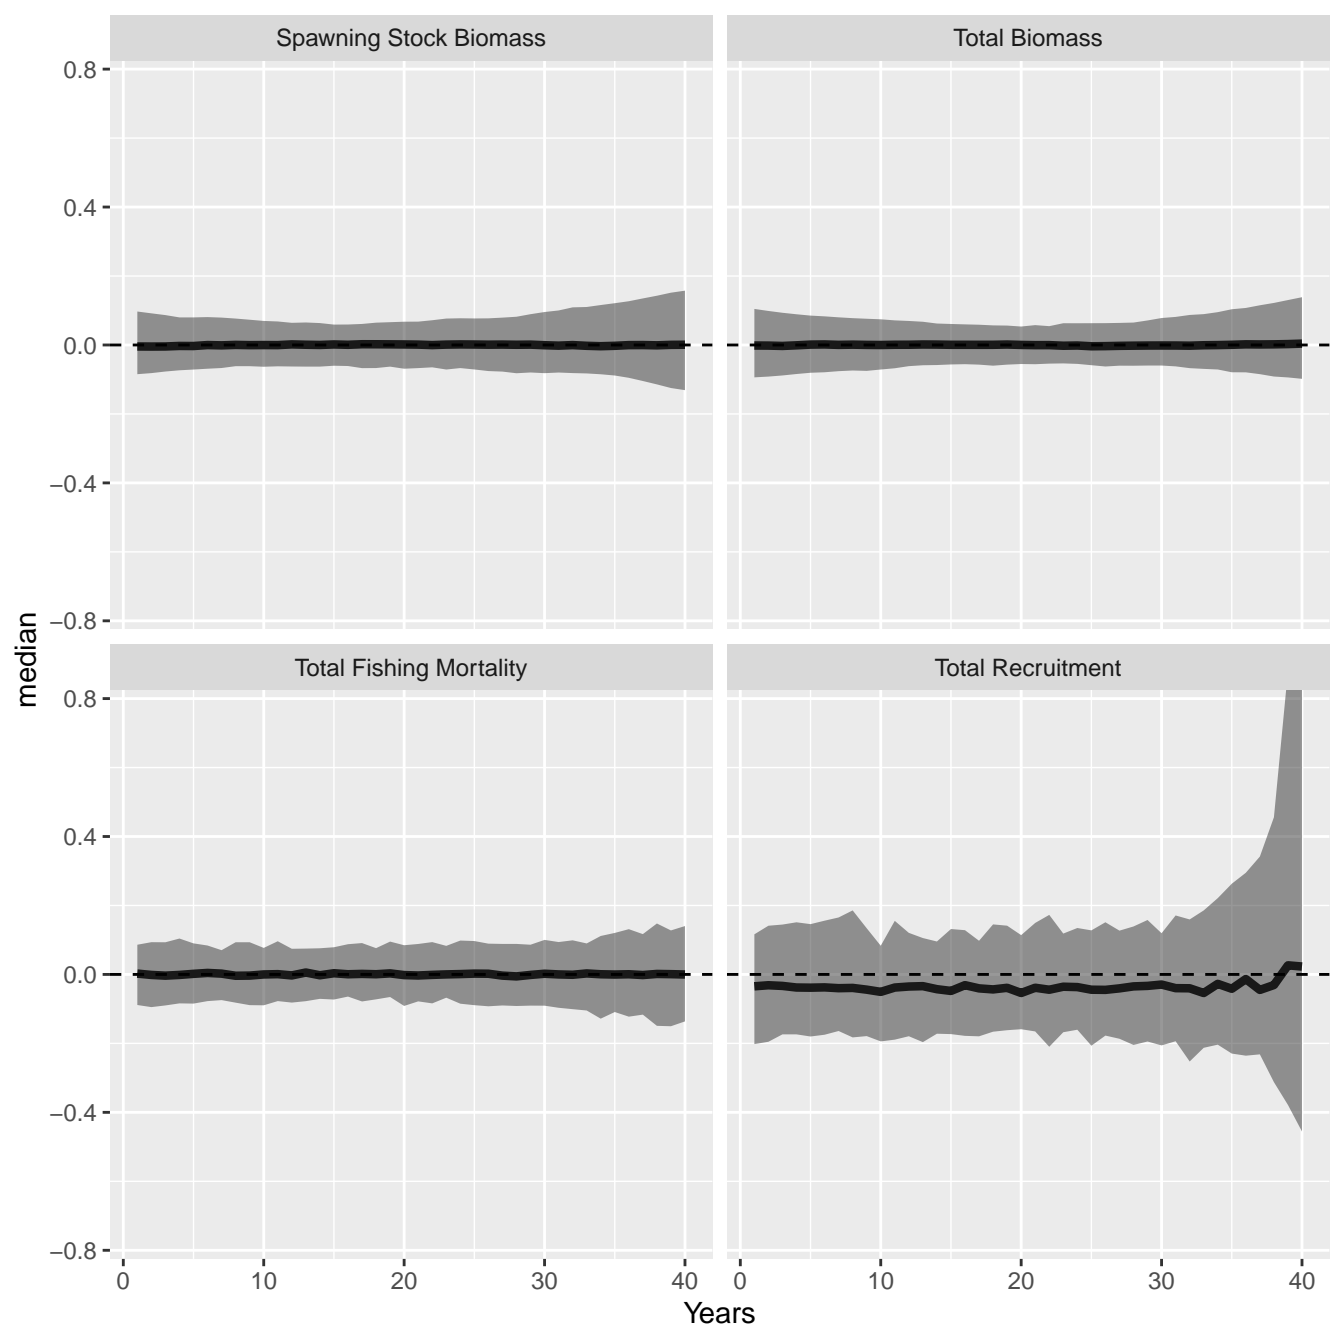 Spawning Stock Biomass
Total Biomass
0.8
0.4
0.0
−0.4
−0.8
median
Total Fishing Mortality
Total Recruitment
0.8
0.4
0.0
−0.4
−0.8
0 10 20 30 40
0 10 20 30 40
Years